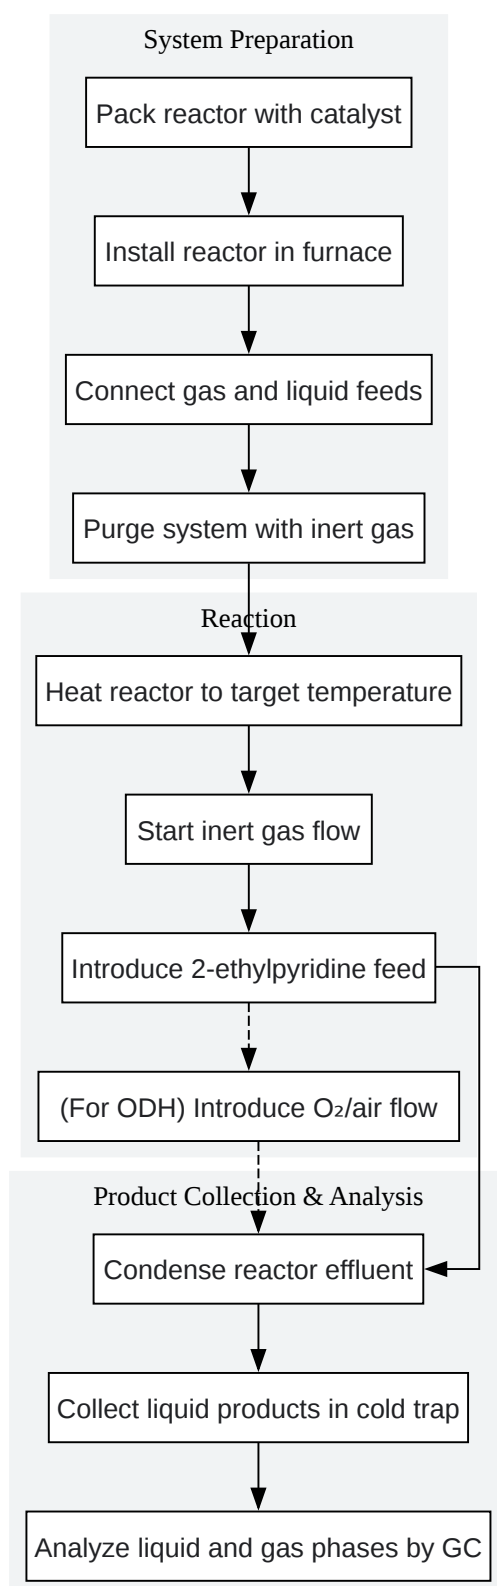 System Preparation
Pack reactor with catalyst
Install reactor in furnace
Connect gas and liquid feeds
Purge system with inert gas
Reaction
Heat reactor to target temperature
Start inert gas flow
Introduce 2-ethylpyridine feed
(For ODH) Introduce O₂/air flow
Product Collection & Analysis
Condense reactor effluent
Collect liquid products in cold trap
Analyze liquid and gas phases by GC